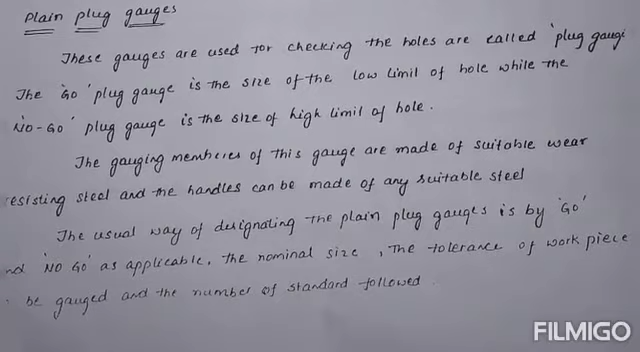 Plain plug gauges
These gauges are used for checking the holes are called 'plug gaugi
The 'Go' plug gauge is the size of the low limit of hole while the
'No-Go' plug gauge is the size of high limit of hole.
The gauging memberes of this gauge are made of suitable wear
resisting steel and the handles can be made of any suitable steel
The usual way of designating the plain plug gauges is by 'Go'
nd 'NO Go' as applicable, the nominal size, the tolerance of work piece
be gauged and the number of standard followed.
FILMIGO